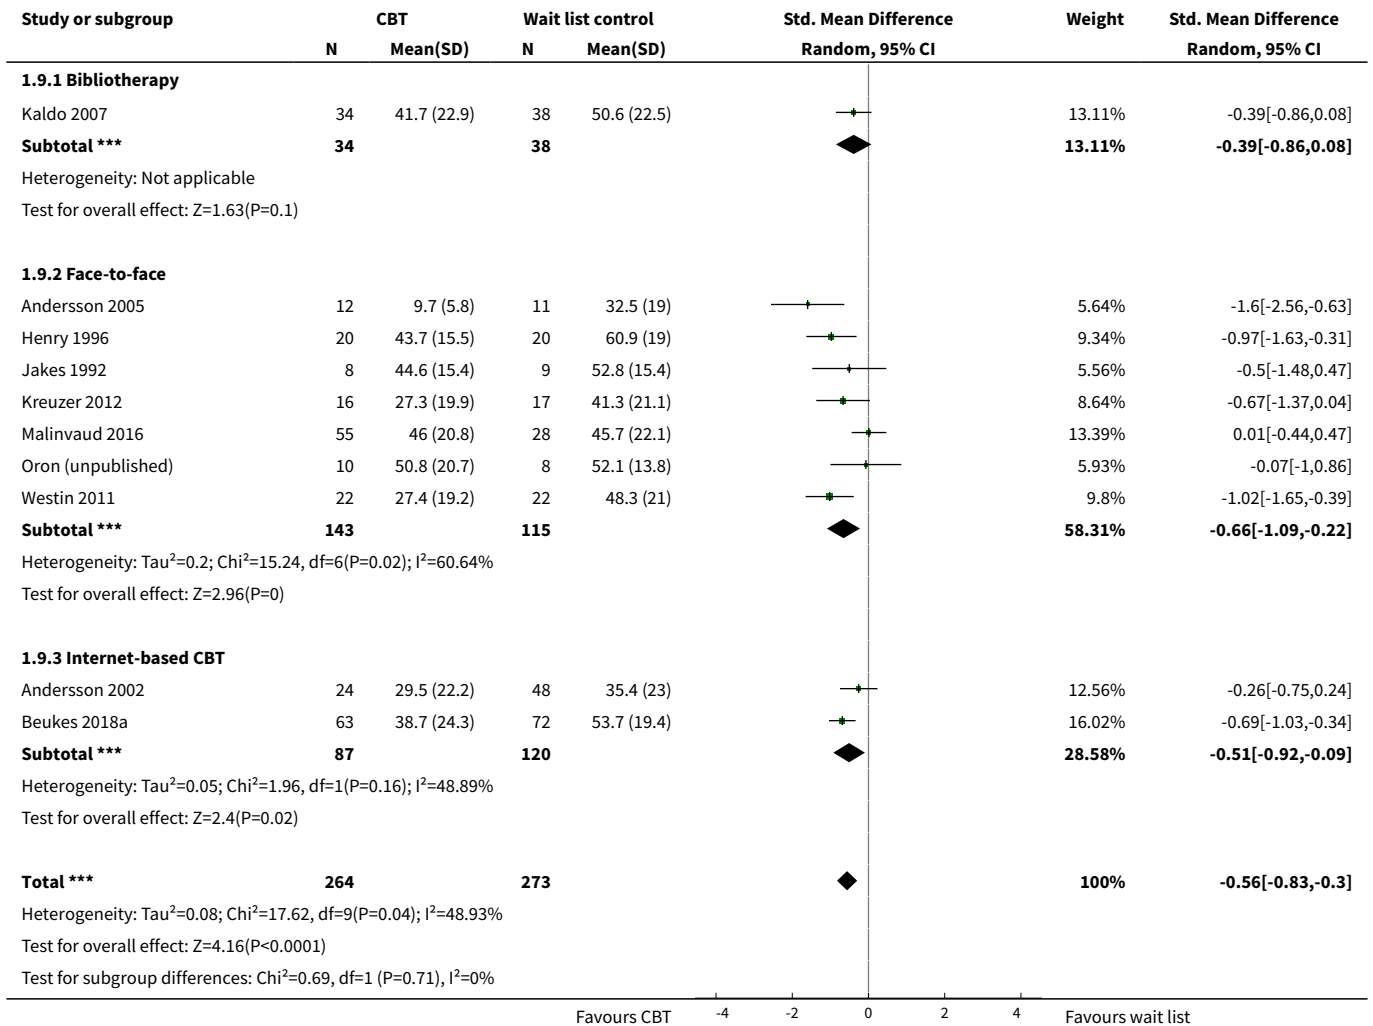 Study or subgroup CBT Wait list control Std. Mean Difference Weight Std. Mean Difference
N Mean(SD) N Mean(SD) Random, 95% CI Random, 95% CI
1.9.1 Bibliotherapy
Kaldo 2007 34 41.7 (22.9) 38 50.6 (22.5) 13.11% -0.39[-0.86,0.08]
Subtotal *** 34 38 13.11% -0.39[-0.86,0.08]
Heterogeneity: Not applicable
Test for overall effect: Z=1.63(P=0.1)
1.9.2 Face-to-face
Andersson 2005 12 9.7 (5.8) 11 32.5 (19) 5.64% -1.6[-2.56,-0.63]
Henry 1996 20 43.7 (15.5) 20 60.9 (19) 9.34% -0.97[-1.63,-0.31]
Jakes 1992 8 44.6 (15.4) 9 52.8 (15.4) 5.56% -0.5[-1.48,0.47]
Kreuzer 2012 16 27.3 (19.9) 17 41.3 (21.1) 8.64% -0.67[-1.37,0.04]
Malinvaud 2016 55 46 (20.8) 28 45.7 (22.1) 13.39% 0.01[-0.44,0.47]
Oron (unpublished) 10 50.8 (20.7) 8 52.1 (13.8) 5.93% -0.07[-1,0.86]
Westin 2011 22 27.4 (19.2) 22 48.3 (21) 9.8% -1.02[-1.65,-0.39]
Subtotal *** 143 115 58.31% -0.66[-1.09,-0.22]
Heterogeneity: Tau²=0.2; Chi²=15.24, df=6(P=0.02); I²=60.64%
Test for overall effect: Z=2.96(P=0)
1.9.3 Internet-based CBT
Andersson 2002 24 29.5 (22.2) 48 35.4 (23) 12.56% -0.26[-0.75,0.24]
Beukes 2018a 63 38.7 (24.3) 72 53.7 (19.4) 16.02% -0.69[-1.03,-0.34]
Subtotal *** 87 120 28.58% -0.51[-0.92,-0.09]
Heterogeneity: Tau²=0.05; Chi²=1.96, df=1(P=0.16); I²=48.89%
Test for overall effect: Z=2.4(P=0.02)
Total *** 264 273 100% -0.56[-0.83,-0.3]
Heterogeneity: Tau²=0.08; Chi²=17.62, df=9(P=0.04); I²=48.93%
Test for overall effect: Z=4.16(P<0.0001)
Test for subgroup differences: Chi²=0.69, df=1 (P=0.71), I²=0%
Favours CBT -4 -2 0 2 4 Favours wait list